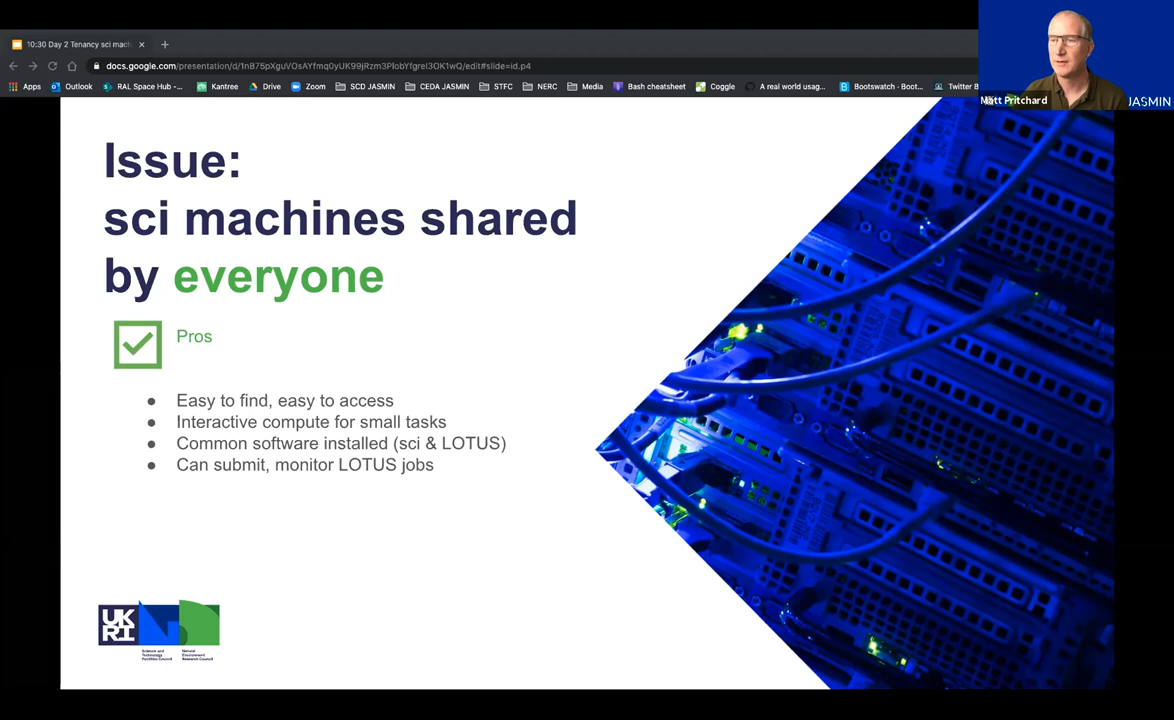 10:30 Day 2 Tenancy sci mach
docs.google.com/presentation/d/1nB75pXguVOsAYfmq0yUK99jRzm3PlobYfgreI3OK1wQ/edit#slide=id.p4
Apps Outlook RAL Space Hub -... Kantree Drive Zoom SCD JASMIN CEDA JASMIN STFC NERC Media Bash cheatsheet Coggle A real world usag... Bootswatch - Boot... Twitter B
Matt Pritchard
JASMIN
Issue:
sci machines shared
by everyone
Pros
Easy to find, easy to access
Interactive compute for small tasks
Common software installed (sci & LOTUS)
Can submit, monitor LOTUS jobs
UK
RI
Science and
Technology
Facilities Council
Natural
Environment
Research Council